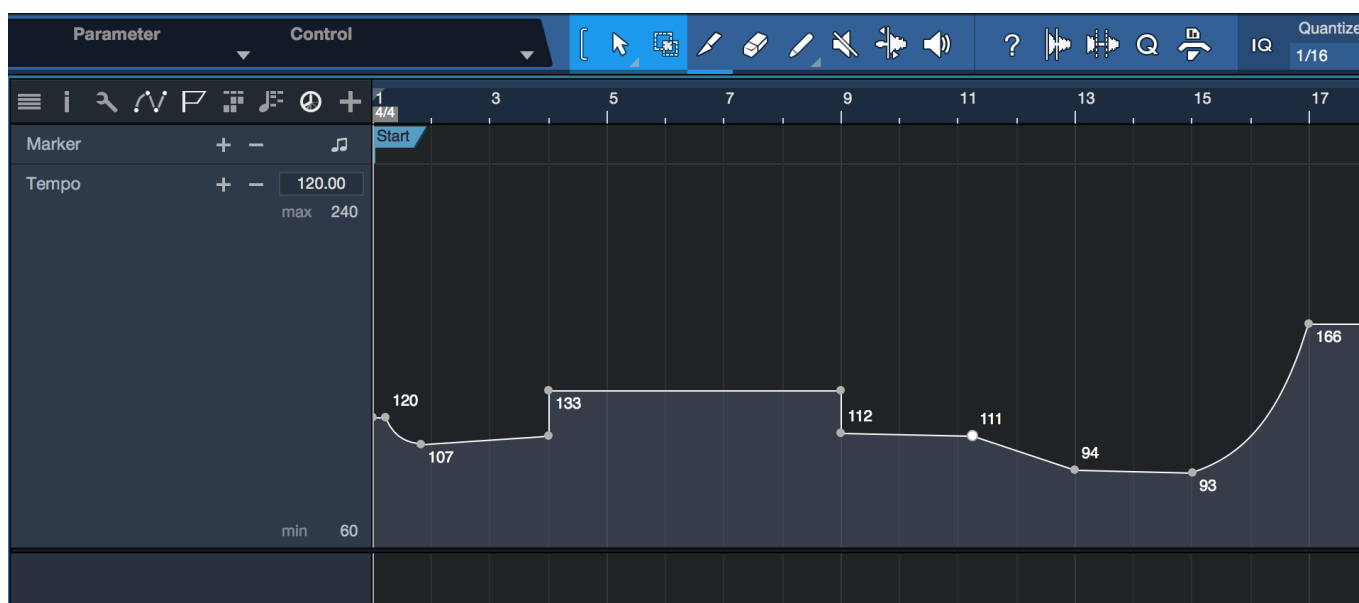 Parameter Control
Quantize
IQ 1/16
1 3 5 7 9 11 13 15 17
4/4
Marker Start
Tempo 120.00
max 240
166
120 133
112 111
107 94
93
min 60